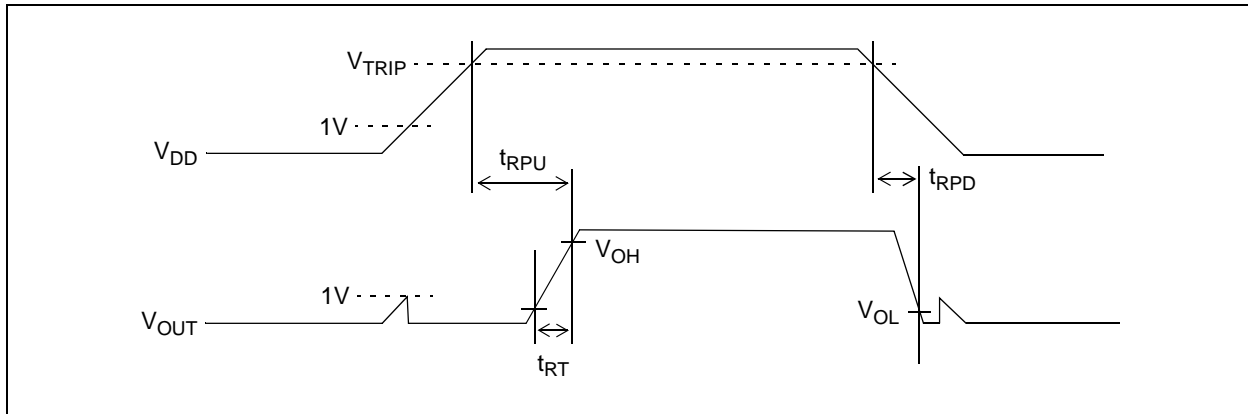 VTRIP
1V
VDD
tRPU
tRPD
VOH
1V
VOUT
VOL
tRT